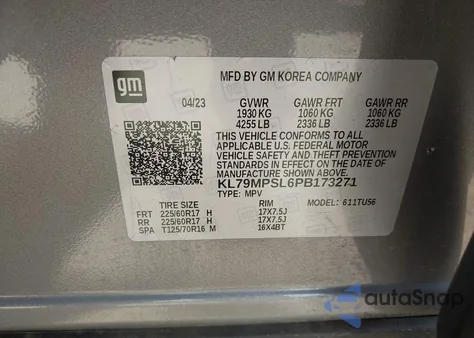 gm
MFD BY GM KOREA COMPANY
04/23 GVWR GAWR FRT GAWR RR
1930 KG 1060 KG 1060 KG
4255 LB 2336 LB 2336 LB
THIS VEHICLE CONFORMS TO ALL
APPLICABLE U.S. FEDERAL MOTOR
VEHICLE SAFETY AND THEFT PREVENTION
STANDARDS IN EFFECT ON THE DATE OF
MANUFACTURE SHOWN ABOVE.
KL79MPSL6PB173271
TYPE: MPV
TIRE SIZE RIM MODEL: 611TU56
FRT 225/60R17 H 17X7.5J
RR 225/60R17 H 17X7.5J
SPA T125/70R16 M 16X4BT
autoSnap